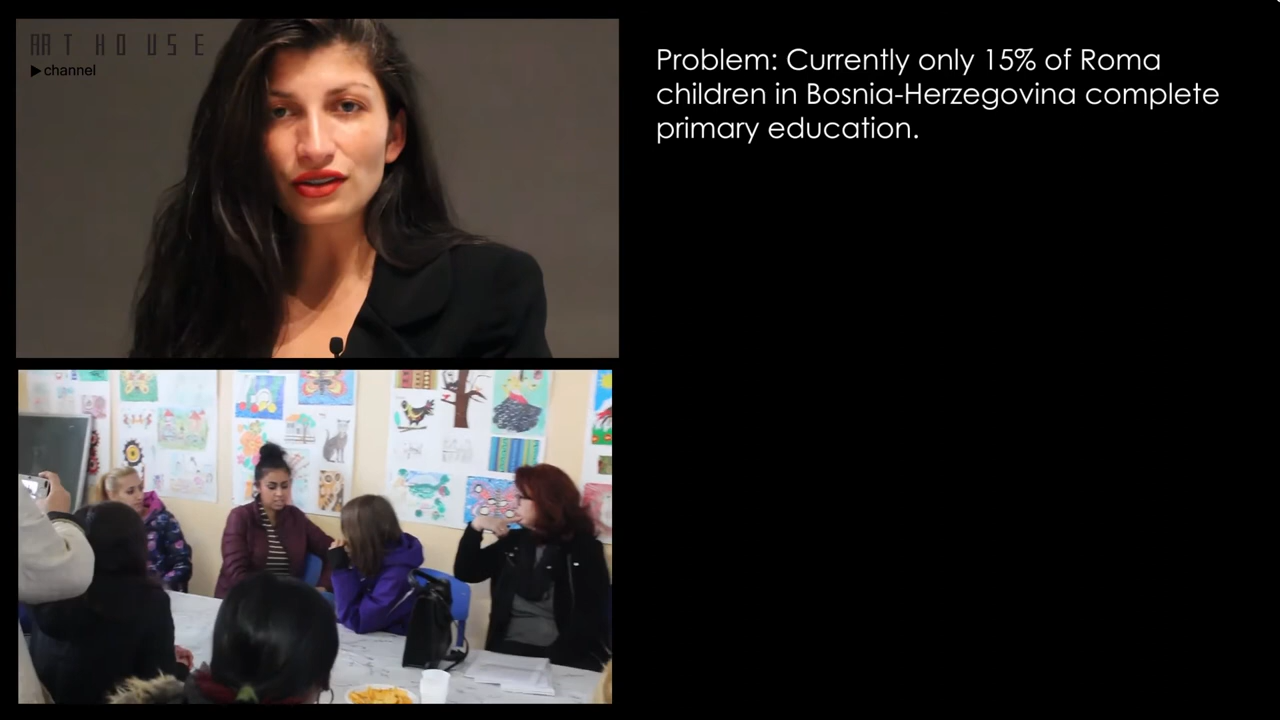 ART HOUSE
channel
Problem: Currently only 15% of Roma
children in Bosnia-Herzegovina complete
primary education.